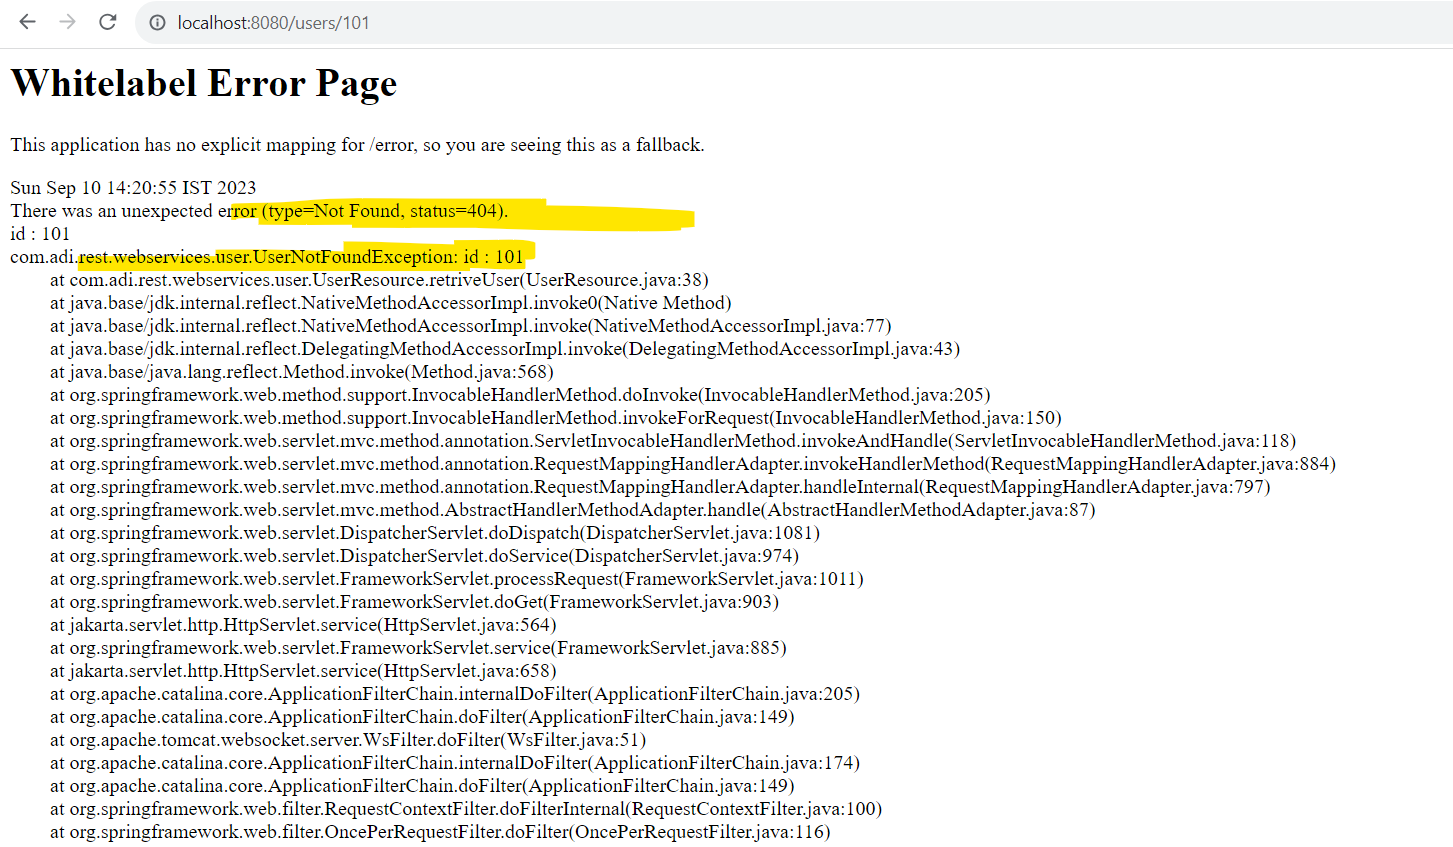 localhost:8080/users/101
Whitelabel Error Page
This application has no explicit mapping for /error, so you are seeing this as a fallback.
Sun Sep 10 14:20:55 IST 2023
There was an unexpected error (type=Not Found, status=404).
id : 101
com.adi.rest.webservices.user.UserNotFoundException: id : 101
at com.adi.rest.webservices.user.UserResource.retriveUser(UserResource.java:38)
at java.base/jdk.internal.reflect.NativeMethodAccessorImpl.invoke0(Native Method)
at java.base/jdk.internal.reflect.NativeMethodAccessorImpl.invoke(NativeMethodAccessorImpl.java:77)
at java.base/jdk.internal.reflect.DelegatingMethodAccessorImpl.invoke(DelegatingMethodAccessorImpl.java:43)
at java.base/java.lang.reflect.Method.invoke(Method.java:568)
at org.springframework.web.method.support.InvocableHandlerMethod.doInvoke(InvocableHandlerMethod.java:205)
at org.springframework.web.method.support.InvocableHandlerMethod.invokeForRequest(InvocableHandlerMethod.java:150)
at org.springframework.web.servlet.mvc.method.annotation.ServletInvocableHandlerMethod.invokeAndHandle(ServletInvocableHandlerMethod.java:118)
at org.springframework.web.servlet.mvc.method.annotation.RequestMappingHandlerAdapter.invokeHandlerMethod(RequestMappingHandlerAdapter.java:884)
at org.springframework.web.servlet.mvc.method.annotation.RequestMappingHandlerAdapter.handleInternal(RequestMappingHandlerAdapter.java:797)
at org.springframework.web.servlet.mvc.method.AbstractHandlerMethodAdapter.handle(AbstractHandlerMethodAdapter.java:87)
at org.springframework.web.servlet.DispatcherServlet.doDispatch(DispatcherServlet.java:1081)
at org.springframework.web.servlet.DispatcherServlet.doService(DispatcherServlet.java:974)
at org.springframework.web.servlet.FrameworkServlet.processRequest(FrameworkServlet.java:1011)
at org.springframework.web.servlet.FrameworkServlet.doGet(FrameworkServlet.java:903)
at jakarta.servlet.http.HttpServlet.service(HttpServlet.java:564)
at org.springframework.web.servlet.FrameworkServlet.service(FrameworkServlet.java:885)
at jakarta.servlet.http.HttpServlet.service(HttpServlet.java:658)
at org.apache.catalina.core.ApplicationFilterChain.internalDoFilter(ApplicationFilterChain.java:205)
at org.apache.catalina.core.ApplicationFilterChain.doFilter(ApplicationFilterChain.java:149)
at org.apache.tomcat.websocket.server.WsFilter.doFilter(WsFilter.java:51)
at org.apache.catalina.core.ApplicationFilterChain.internalDoFilter(ApplicationFilterChain.java:174)
at org.apache.catalina.core.ApplicationFilterChain.doFilter(ApplicationFilterChain.java:149)
at org.springframework.web.filter.RequestContextFilter.doFilterInternal(RequestContextFilter.java:100)
at org.springframework.web.filter.OncePerRequestFilter.doFilter(OncePerRequestFilter.java:116)